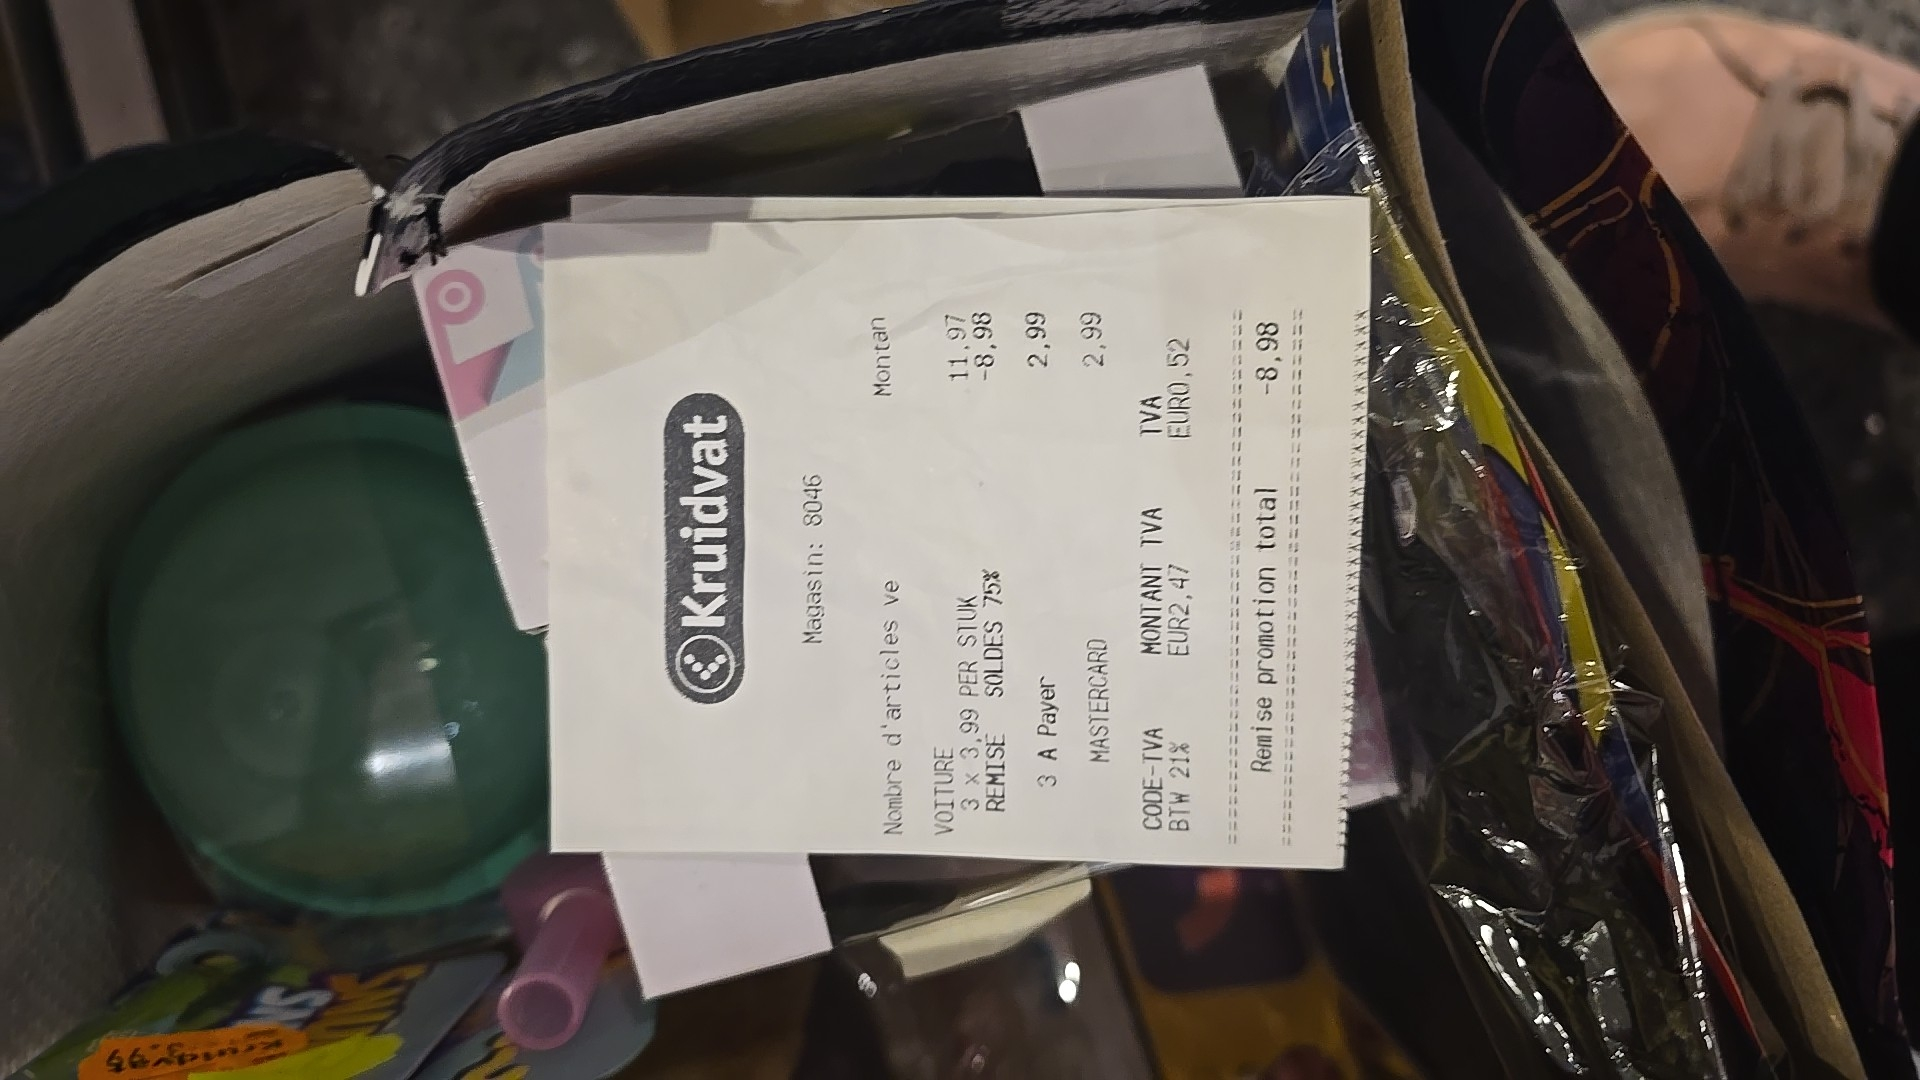 Kruidvat
Magasin: 8046
Nombre d'articles ve Montan
VOITURE
3 x 3,99 PER STUK 11,97
REMISE SOLDES 75% -8,98
3 A Payer 2,99
MASTERCARD 2,99
CODE-TVA MONTANT TVA TVA
BTW 21% EUR2,47 EUR0,52
Remise promotion total -8,98
Kruidvat